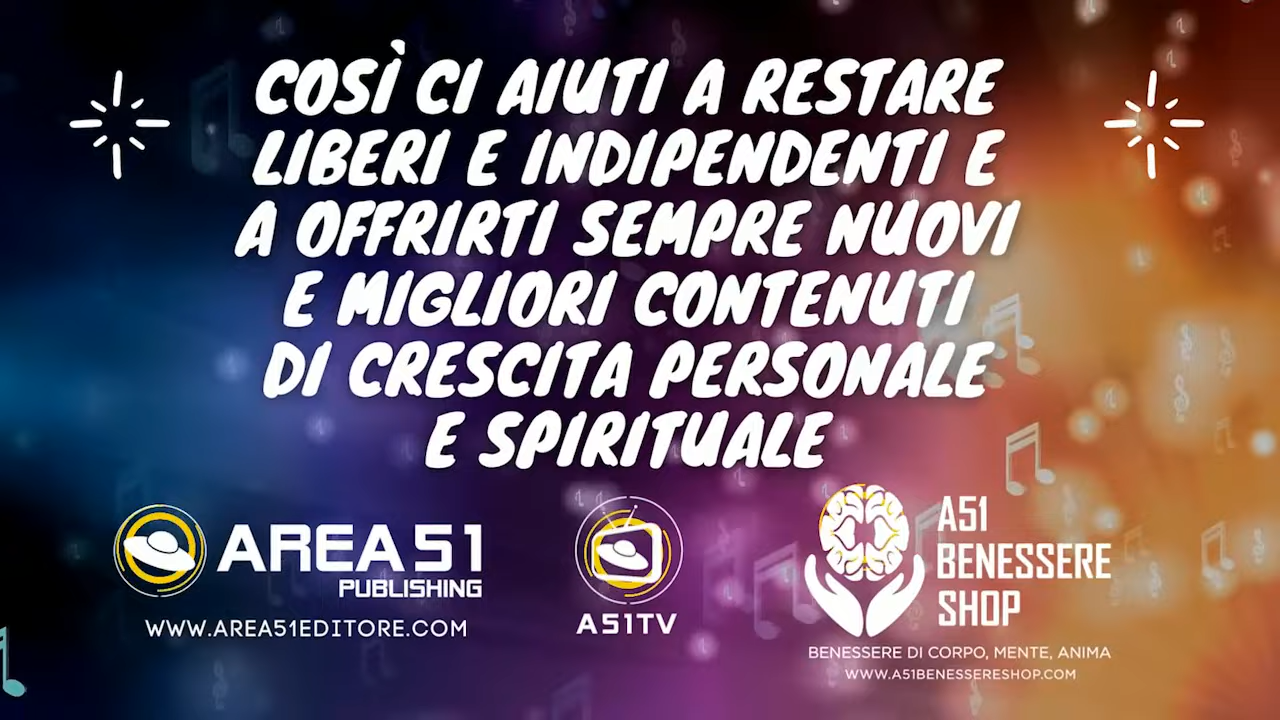 COSÌ CI AIUTI A RESTARE
LIBERI E INDIPENDENTI E
A OFFRIRTI SEMPRE NUOVI
E MIGLIORI CONTENUTI
DI CRESCITA PERSONALE
E SPIRITUALE
AREA 51
PUBLISHING
WWW.AREA51EDITORE.COM
A51TV
A51
BENESSERE
SHOP
BENESSERE DI CORPO, MENTE, ANIMA
WWW.A51BENESSERESHOP.COM